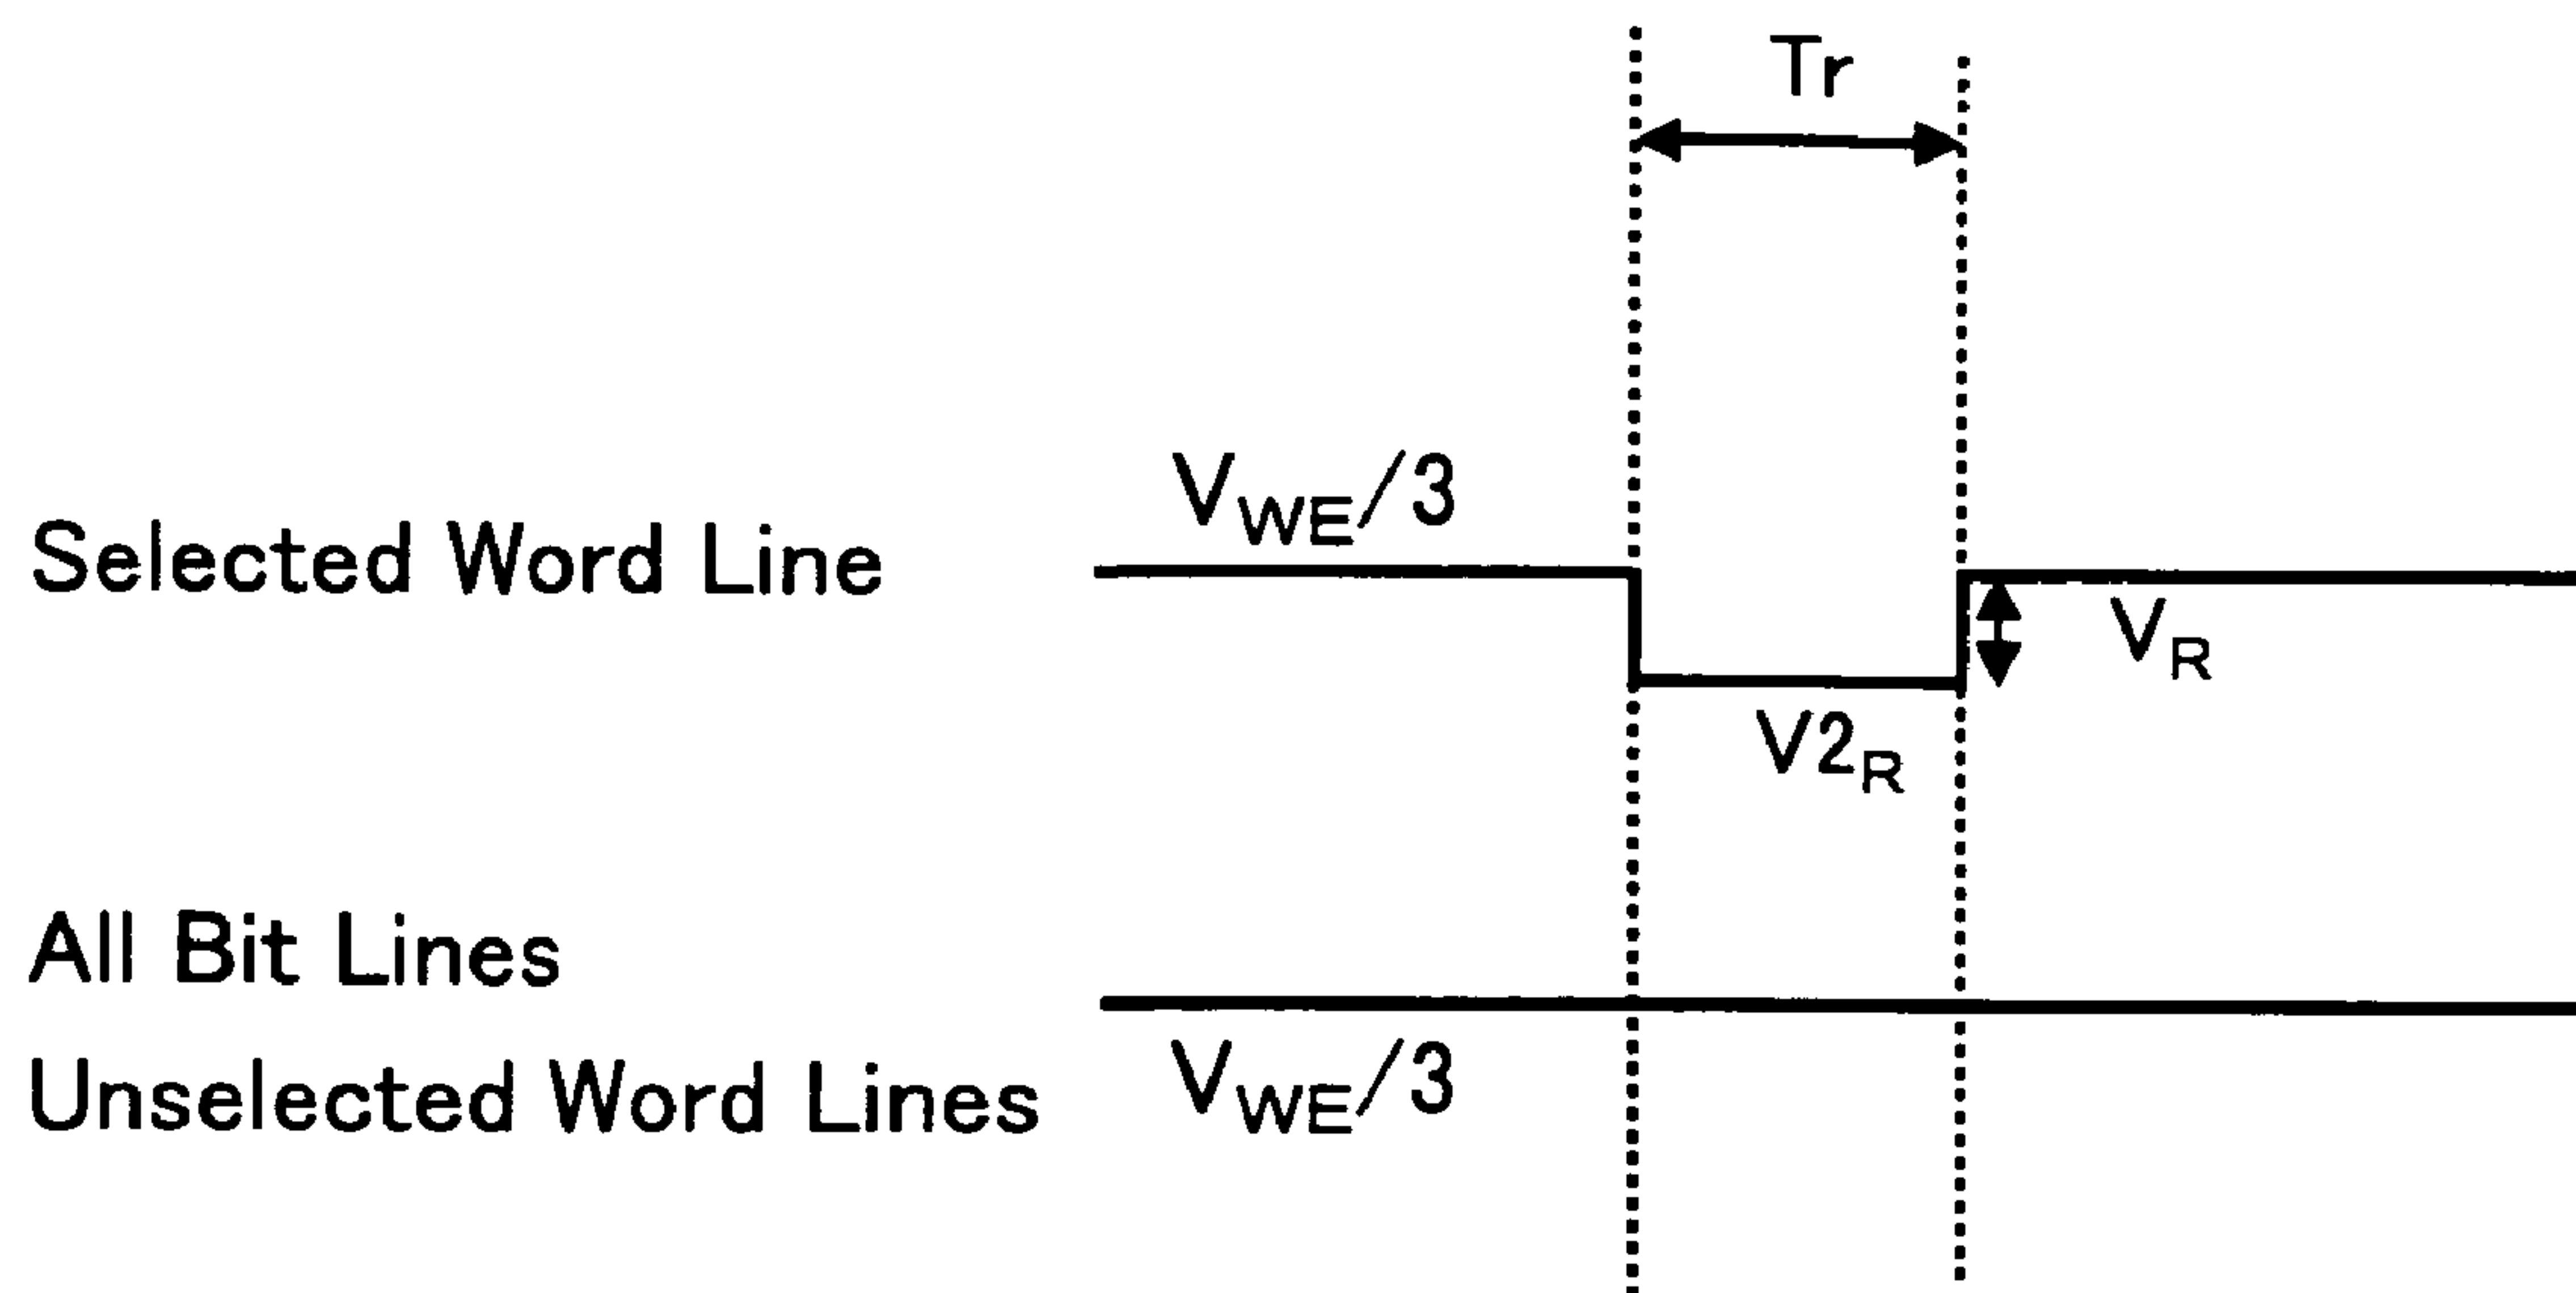 Tr
V_WE/3
Selected Word Line
V_R
V2_R
All Bit Lines
Unselected Word Lines
V_WE/3